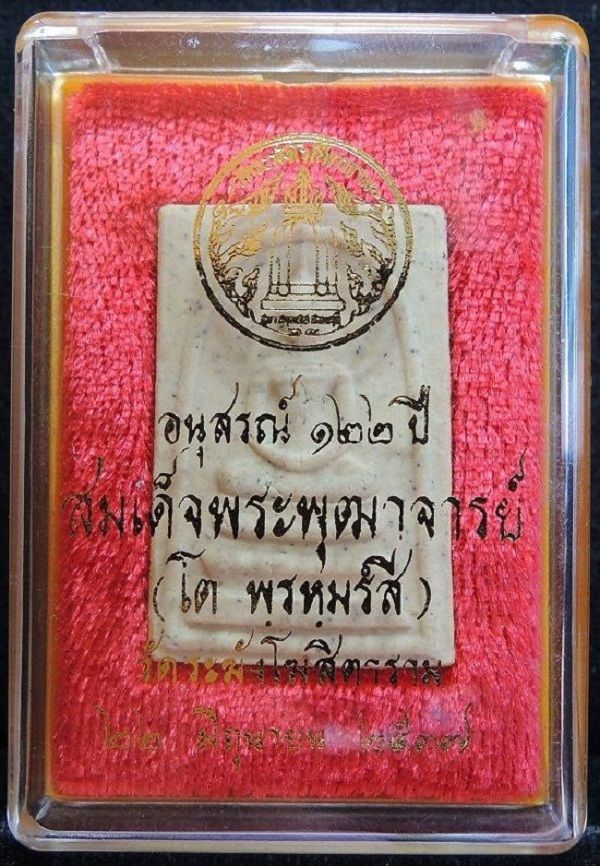 อนุสรณ์ ๑๒๒ ปี
สมเด็จพระพุฒาจารย์
(โต พฺรหฺมรํสี)
วัดระฆังโฆสิตาราม
๒๒ มิถุนายน ๒๕๓๗